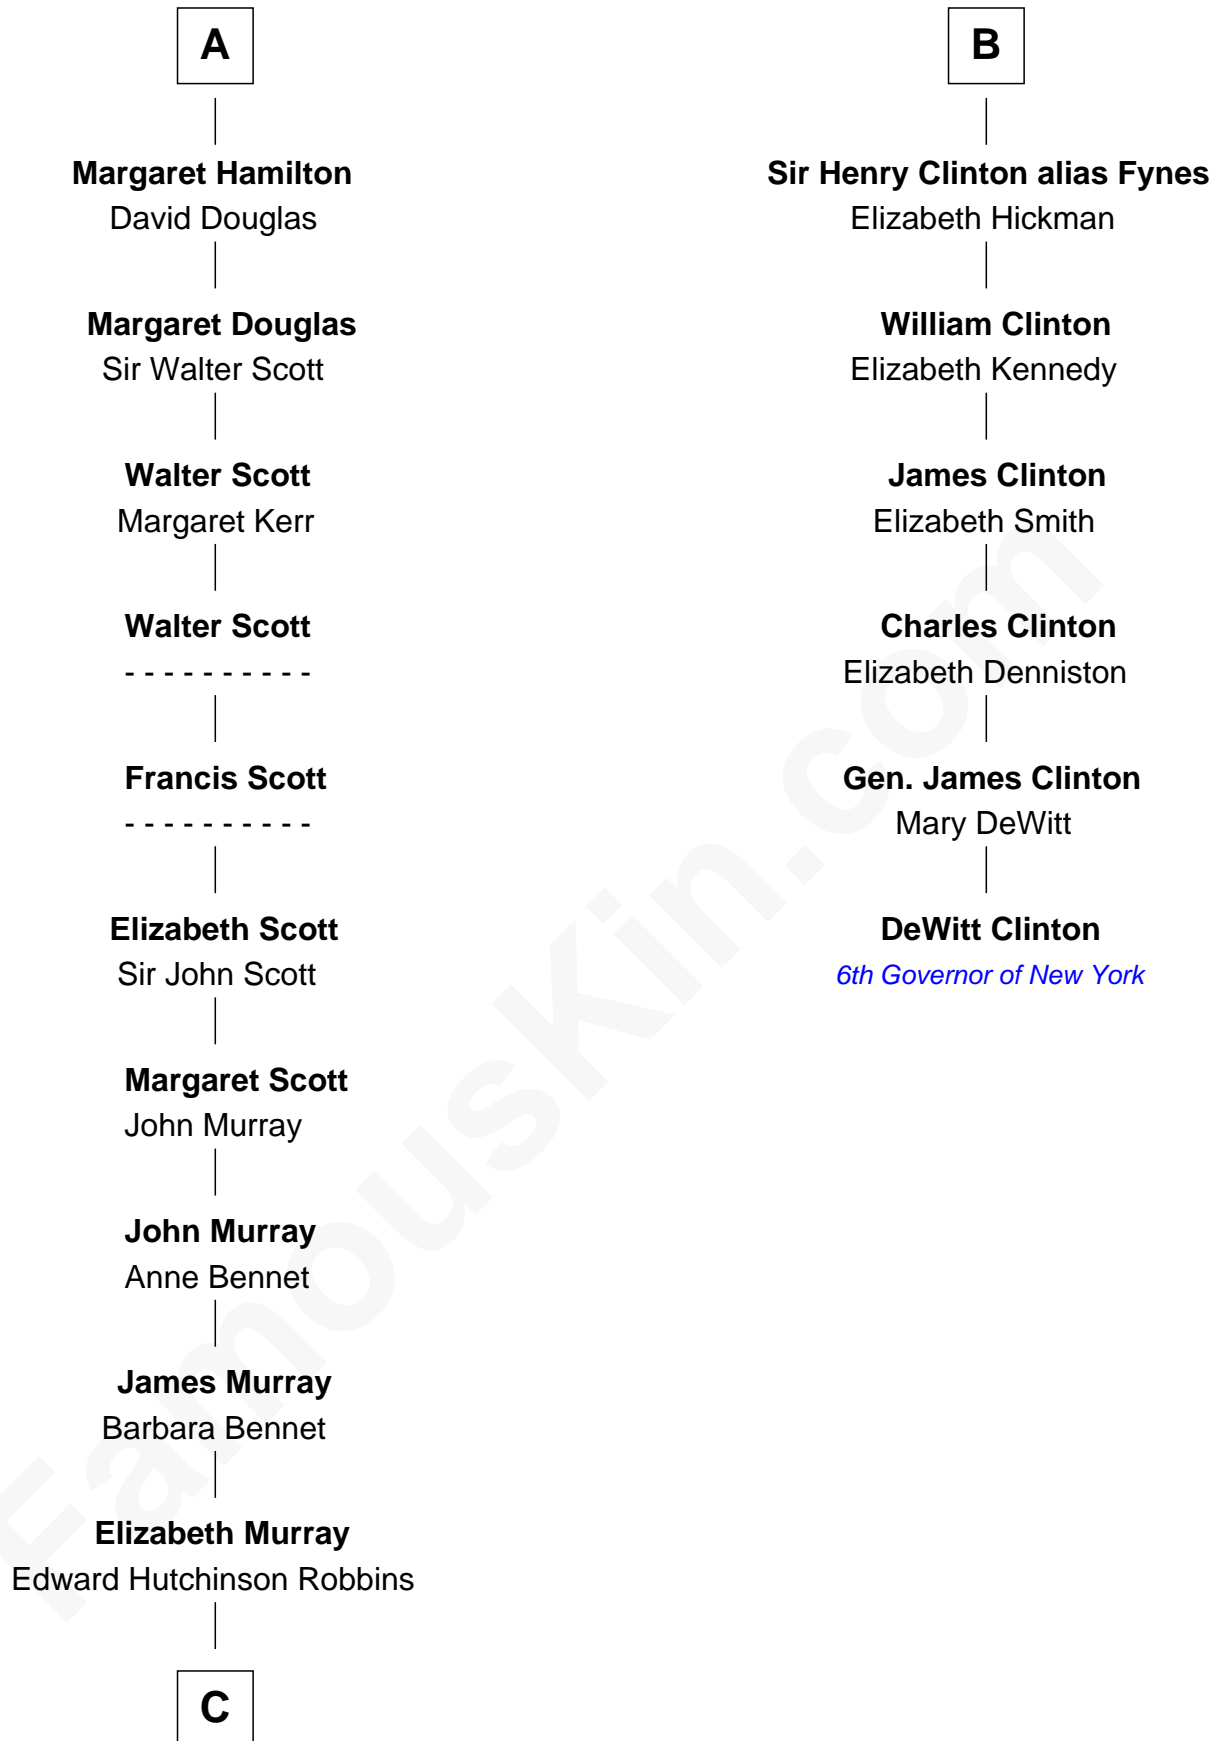 A
Margaret Hamilton
David Douglas
Margaret Douglas
Sir Walter Scott
Walter Scott
Margaret Kerr
Walter Scott
- - - - - - - - - -
Francis Scott
- - - - - - - - - -
Elizabeth Scott
Sir John Scott
Margaret Scott
John Murray
John Murray
Anne Bennet
James Murray
Barbara Bennet
Elizabeth Murray
Edward Hutchinson Robbins
C
B
Sir Henry Clinton alias Fynes
Elizabeth Hickman
William Clinton
Elizabeth Kennedy
James Clinton
Elizabeth Smith
Charles Clinton
Elizabeth Denniston
Gen. James Clinton
Mary DeWitt
DeWitt Clinton
6th Governor of New York
FamousKin.com